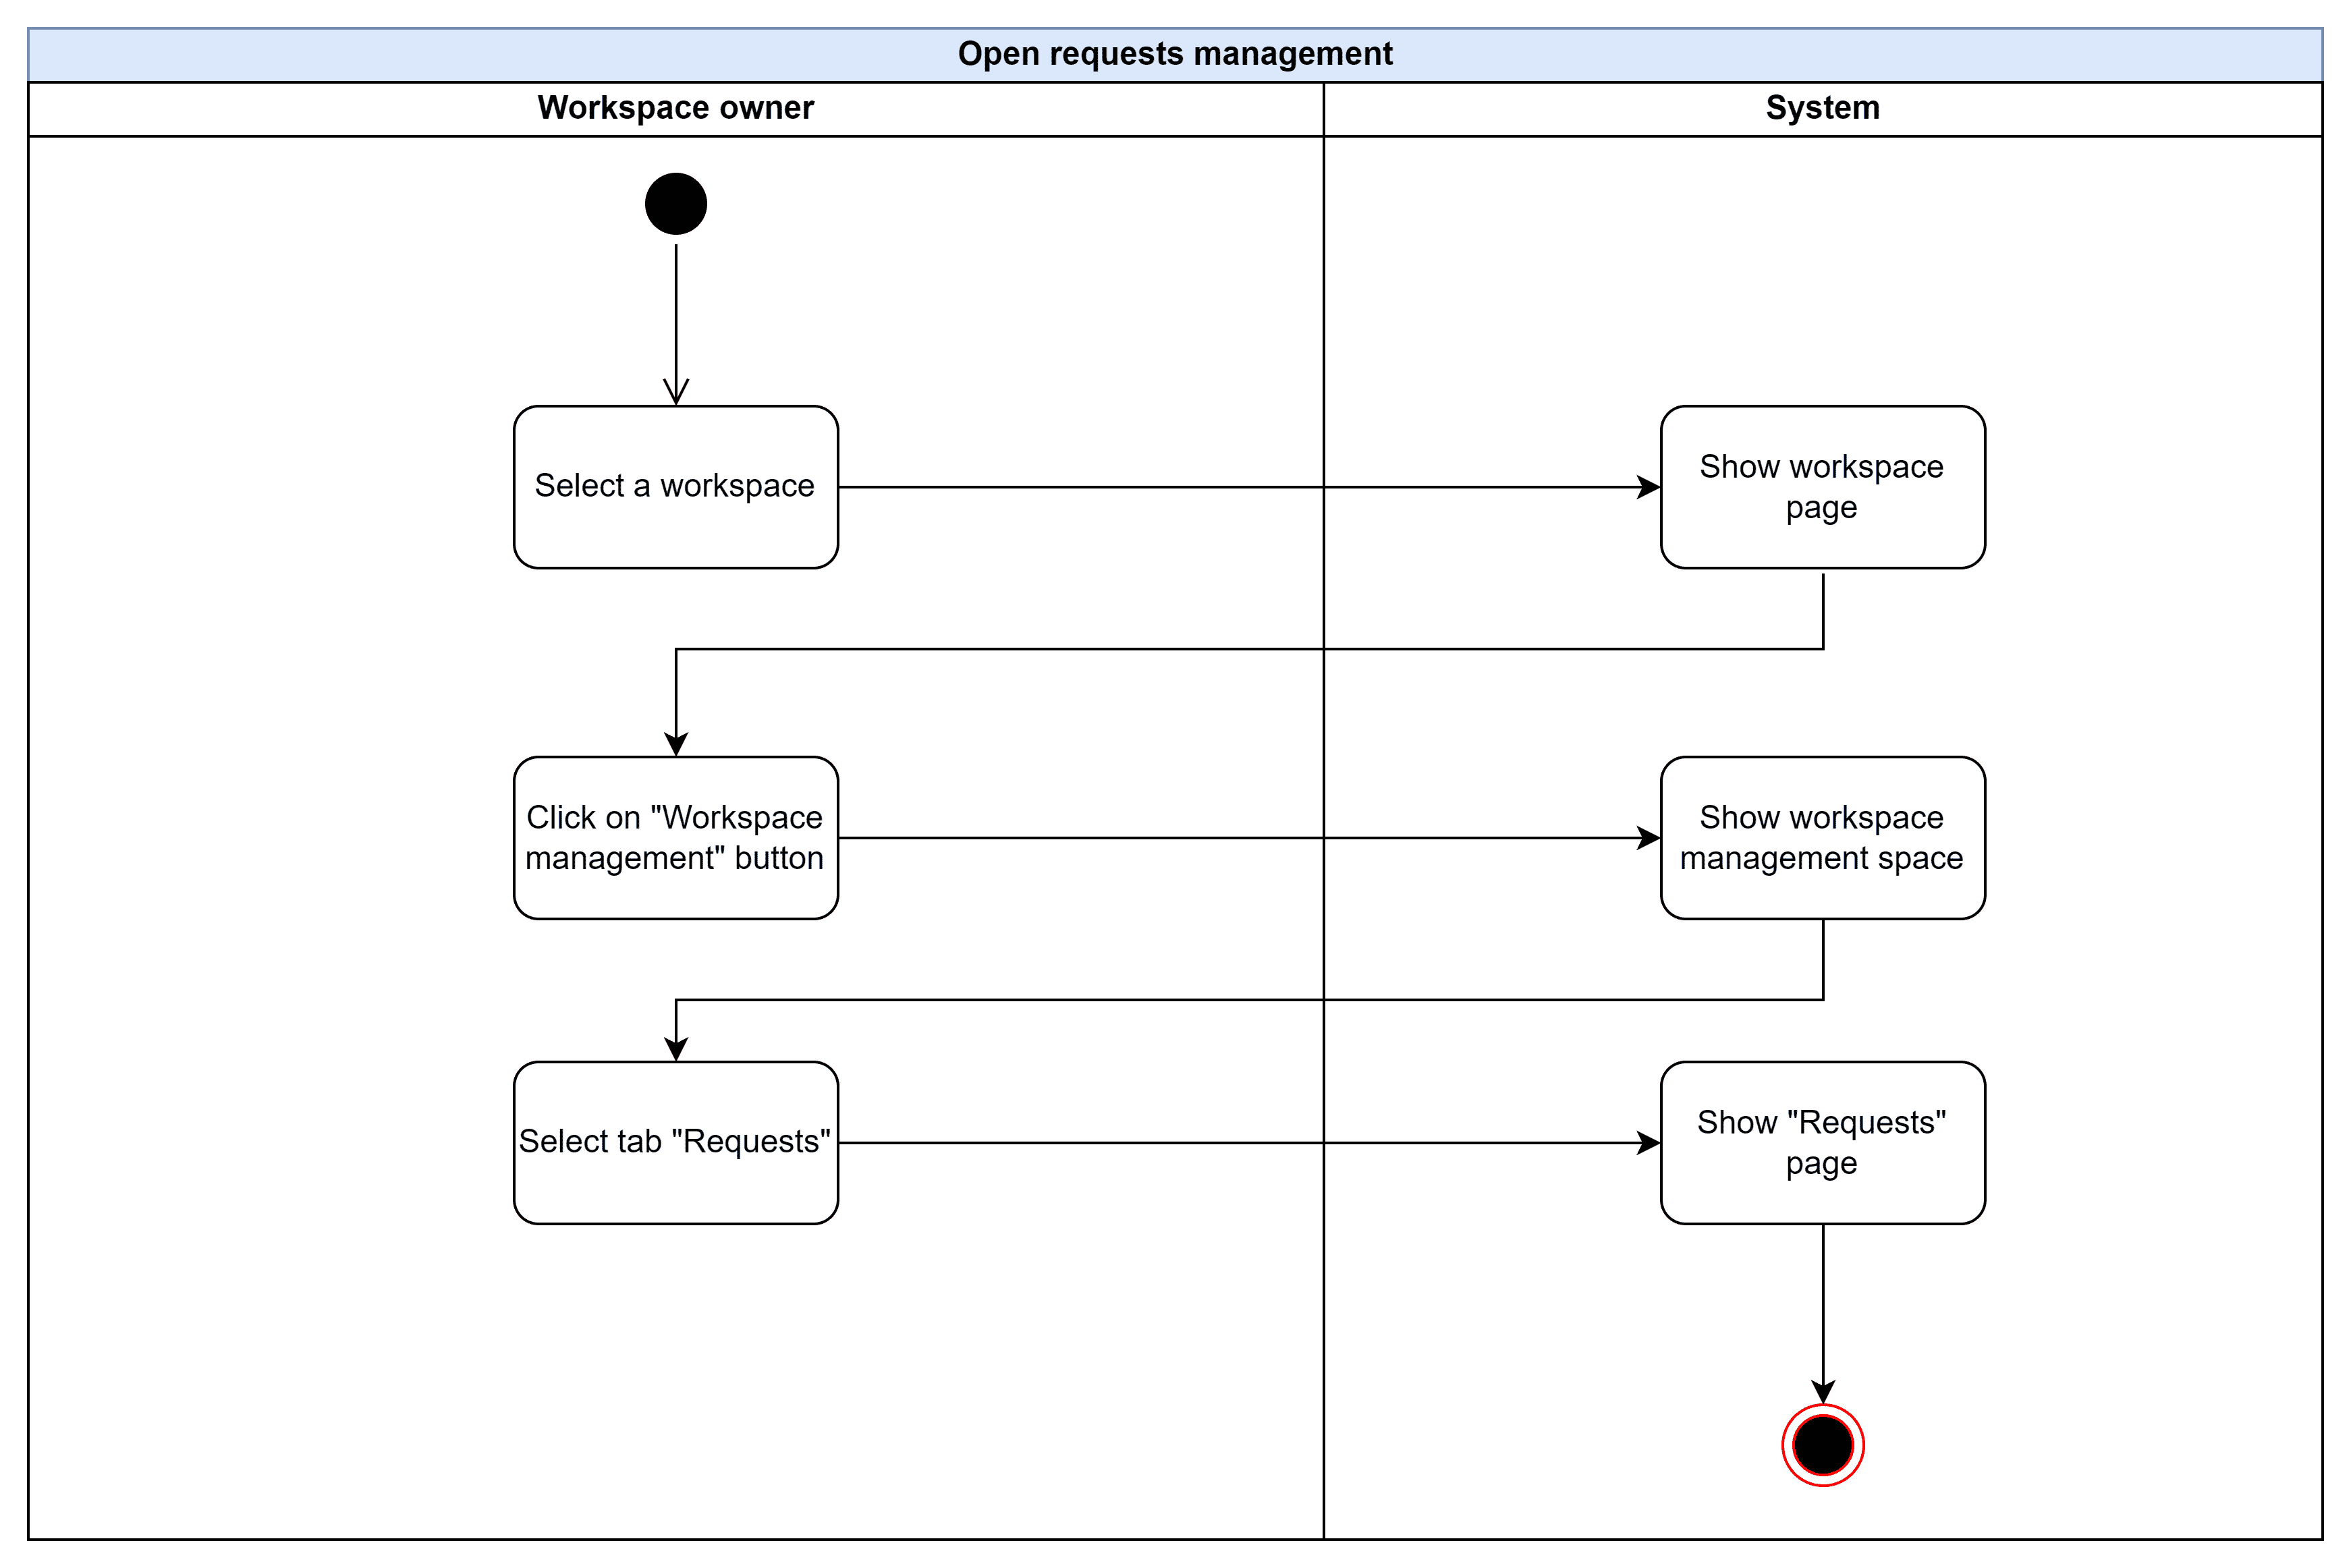 Open requests management
Workspace owner
System
Select a workspace
Show workspace
page
Click on "Workspace
management" button
Show workspace
management space
Select tab "Requests"
Show "Requests"
page